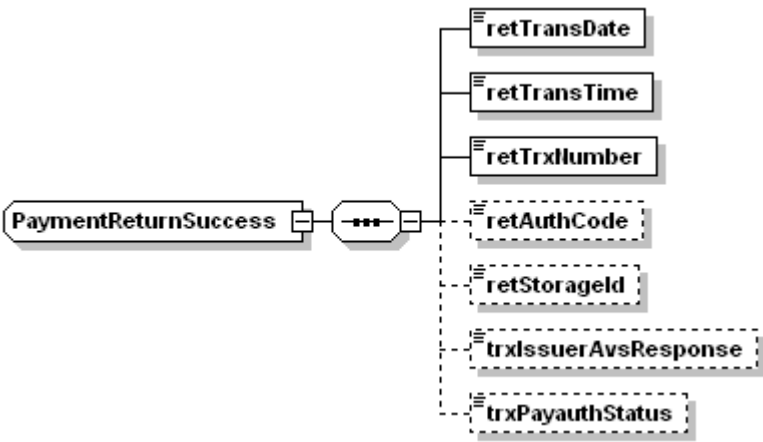 retTransDate
retTransTime
retTrxNumber
PaymentReturnSuccess
retAuthCode
retStorageId
trxIssuerAvsResponse
trxPayauthStatus